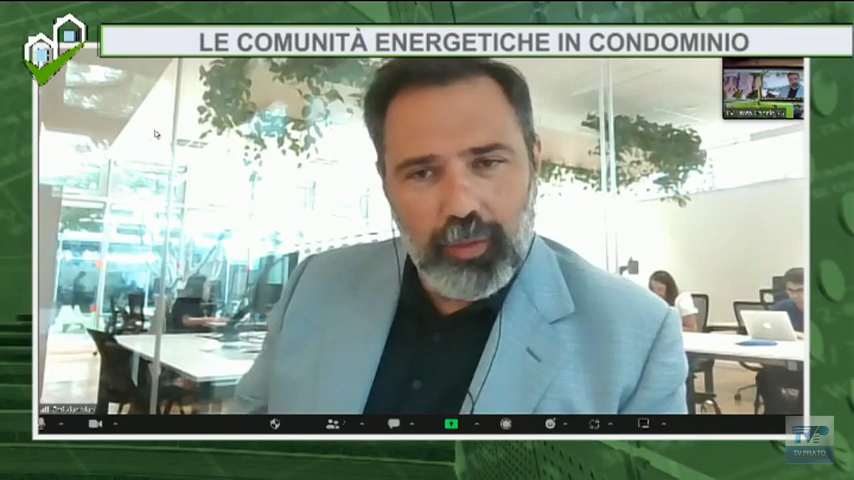 LE COMUNITÀ ENERGETICHE IN CONDOMINIO
TV PRATO